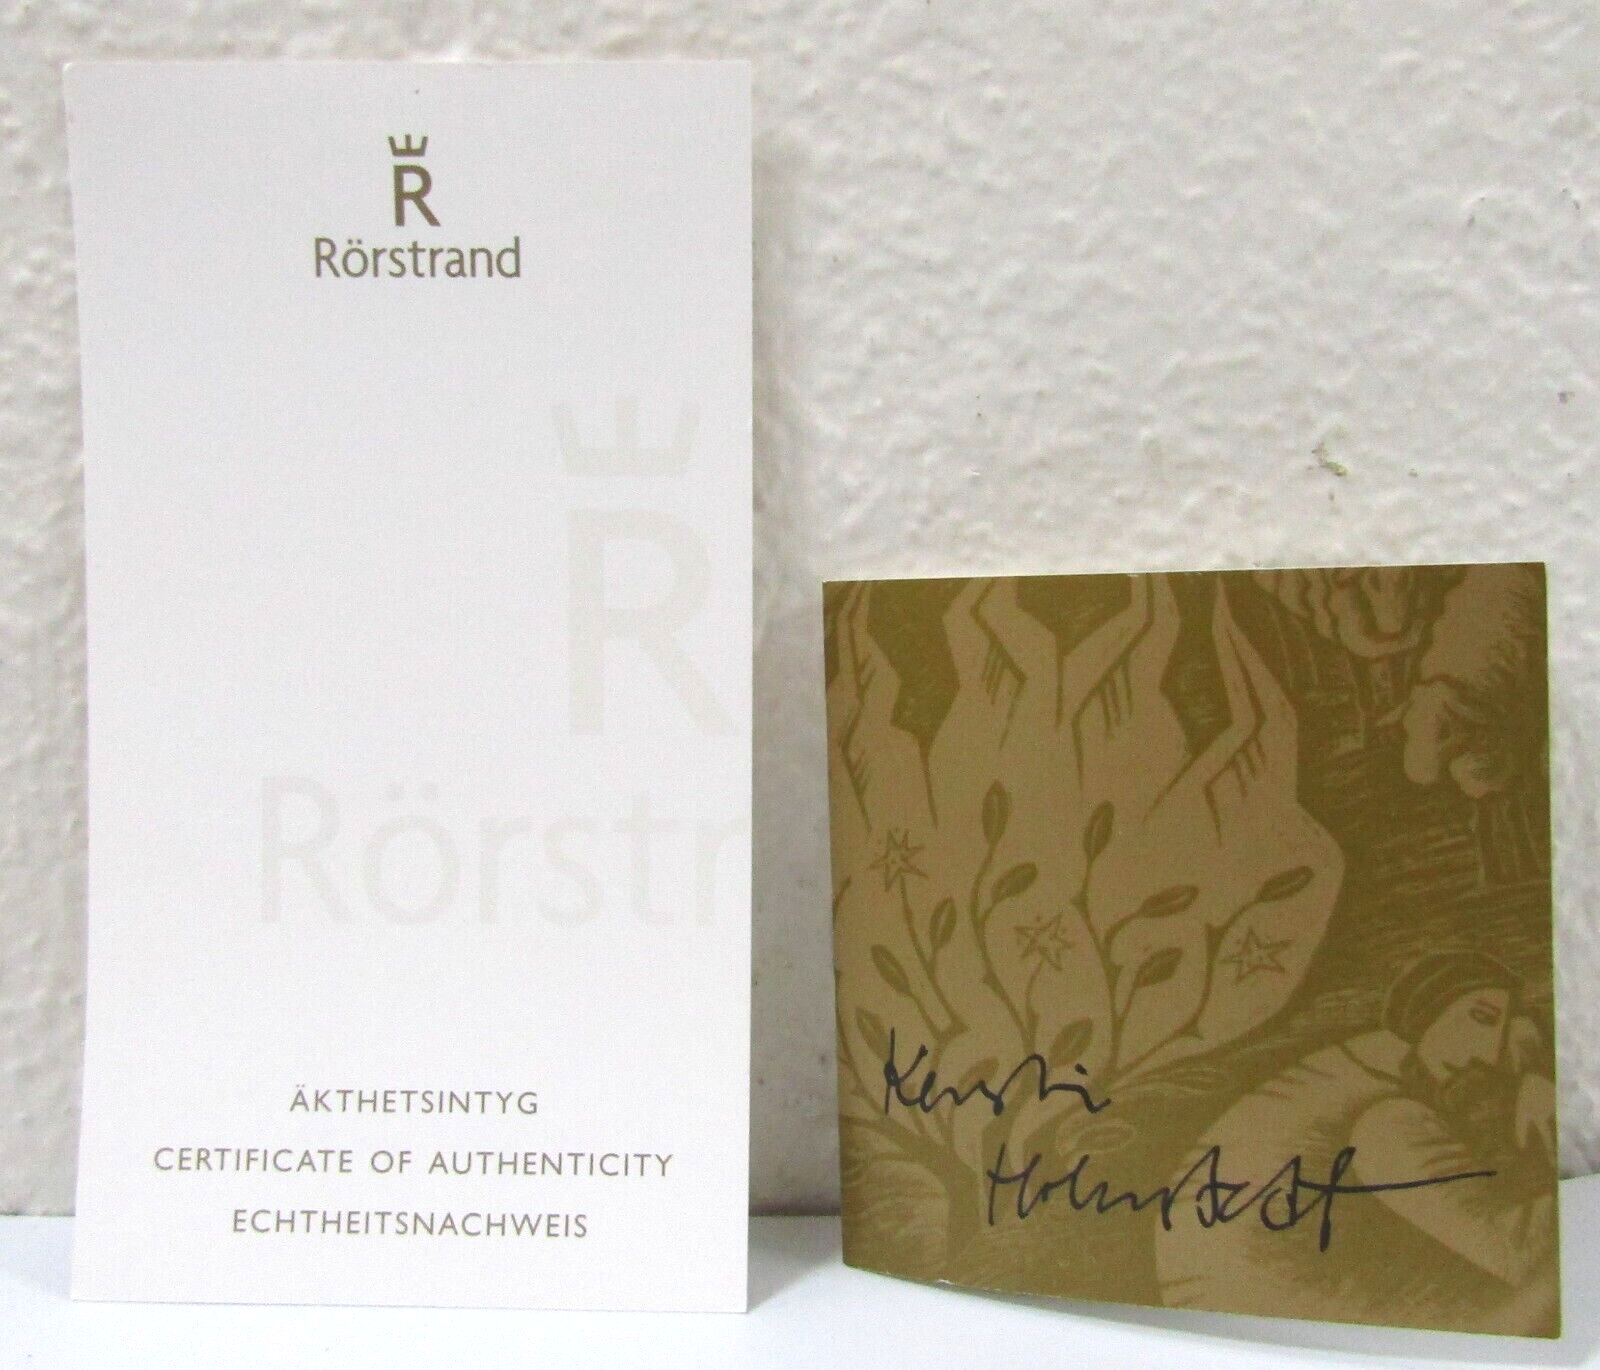 R
Rörstrand
R
Rörstr
ÄKTHETSINTYG
CERTIFICATE OF AUTHENTICITY
ECHTHEITSNACHWEIS
Kerstin
Holmstedt